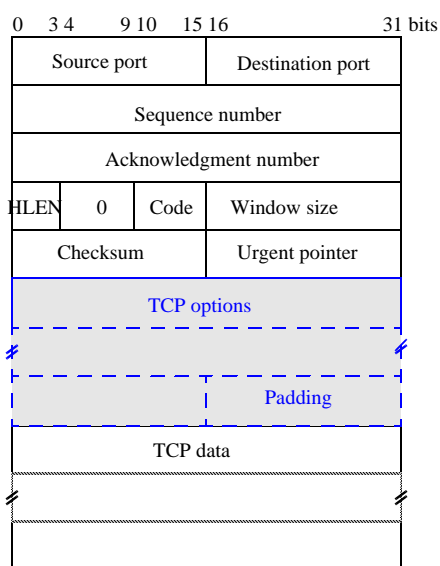 0 3 4 9 10 15 16 31 bits
Source port Destination port
Sequence number
Acknowledgment number
HLEN 0 Code Window size
Checksum Urgent pointer
TCP options
Padding
TCP data